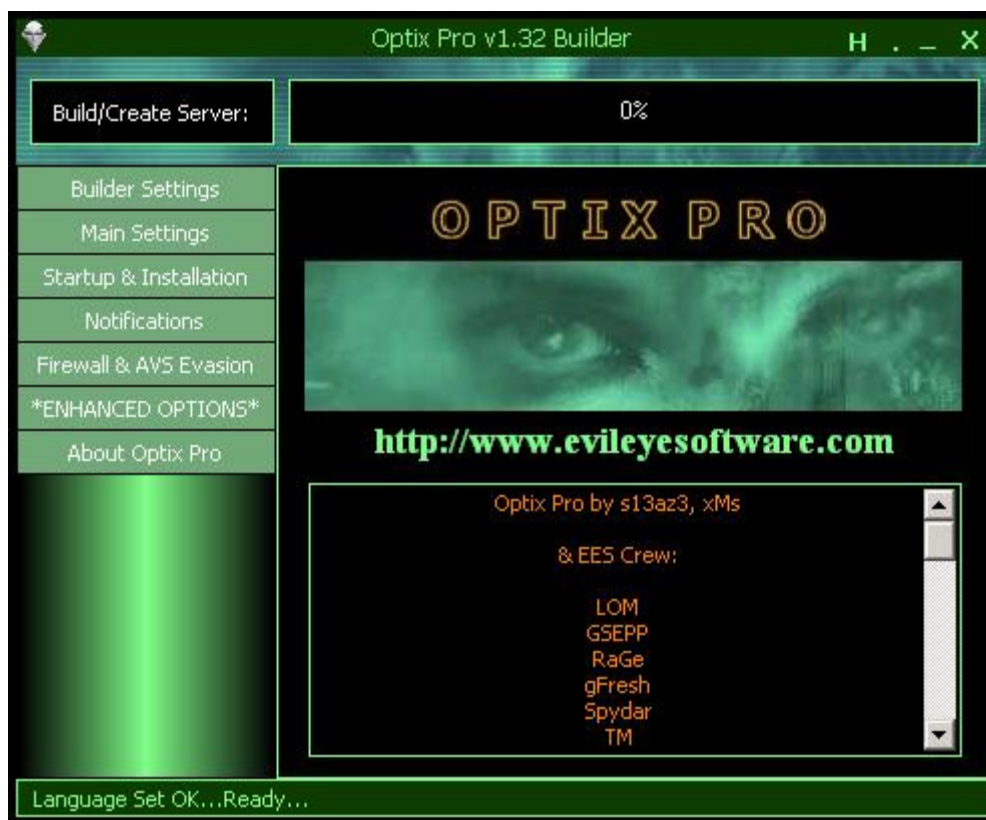 Optix Pro v1.32 Builder
H . _ X
Build/Create Server:
0%
Builder Settings
Main Settings
Startup & Installation
Notifications
Firewall & AVS Evasion
*ENHANCED OPTIONS*
About Optix Pro
OPTIX PRO
http://www.evileyesoftware.com
Optix Pro by s13az3, xMs
& EES Crew:
LOM
GSEPP
RaGe
gFresh
Spydar
TM
Language Set OK...Ready...